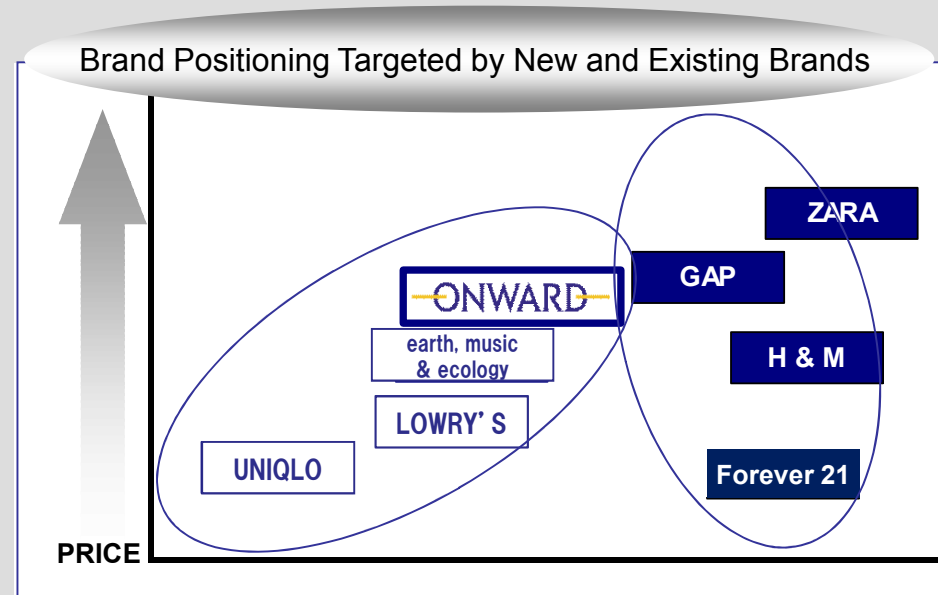 Brand Positioning Targeted by New and Existing Brands
ZARA
GAP
ONWARD
earth, music
& ecology
H & M
LOWRY' S
UNIQLO
Forever 21
PRICE